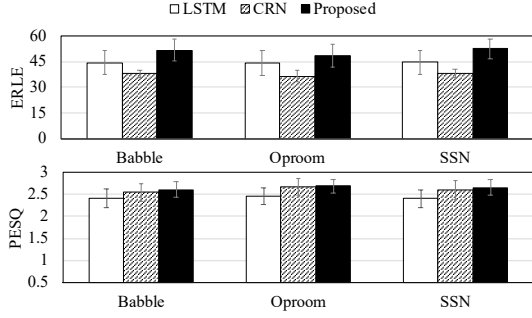 LSTM CRN Proposed
60
45
30
15
0
ERLE
Babble Oproom SSN
3
2.5
2
1.5
1
0.5
PESQ
Babble Oproom SSN